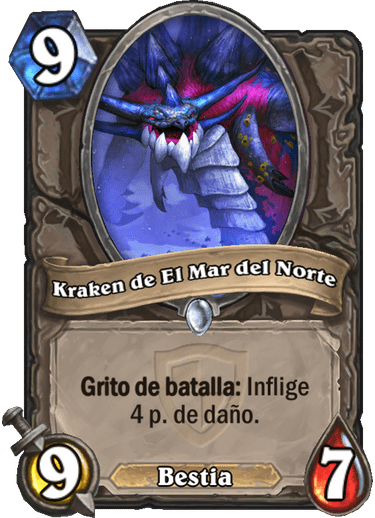 9
Kraken de El Mar del Norte
Grito de batalla: Inflige
4 p. de daño.
9
Bestia
7